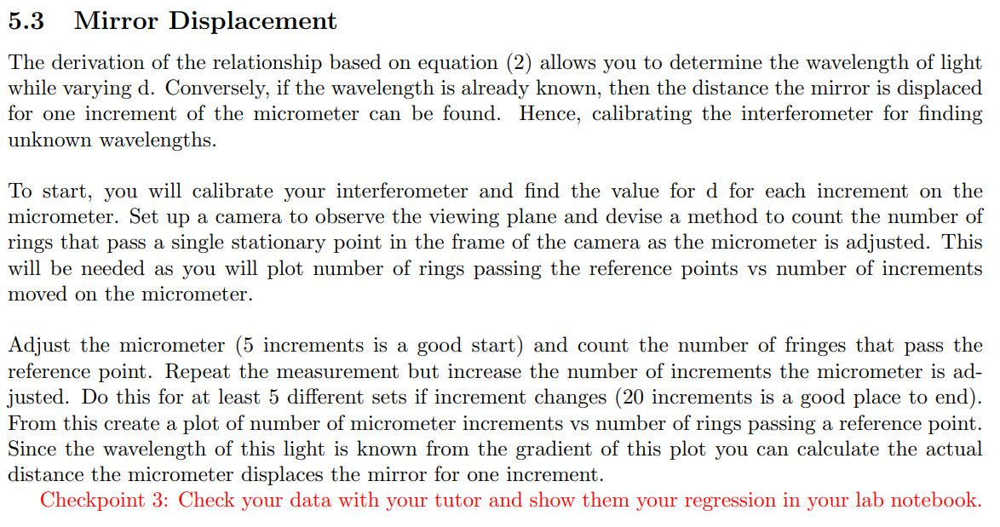 5.3 Mirror Displacement
The derivation of the relationship based on equation (2) allows you to determine the wavelength of light
while varying d. Conversely, if the wavelength is already known, then the distance the mirror is displaced
for one increment of the micrometer can be found. Hence, calibrating the interferometer for finding
unknown wavelengths.
To start, you will calibrate your interferometer and find the value for d for each increment on the
micrometer. Set up a camera to observe the viewing plane and devise a method to count the number of
rings that pass a single stationary point in the frame of the camera as the micrometer is adjusted. This
will be needed as you will plot number of rings passing the reference points vs number of increments
moved on the micrometer.
Adjust the micrometer (5 increments is a good start) and count the number of fringes that pass the
reference point. Repeat the measurement but increase the number of increments the micrometer is ad-
justed. Do this for at least 5 different sets if increment changes (20 increments is a good place to end).
From this create a plot of number of micrometer increments vs number of rings passing a reference point.
Since the wavelength of this light is known from the gradient of this plot you can calculate the actual
distance the micrometer displaces the mirror for one increment.
Checkpoint 3: Check your data with your tutor and show them your regression in your lab notebook.